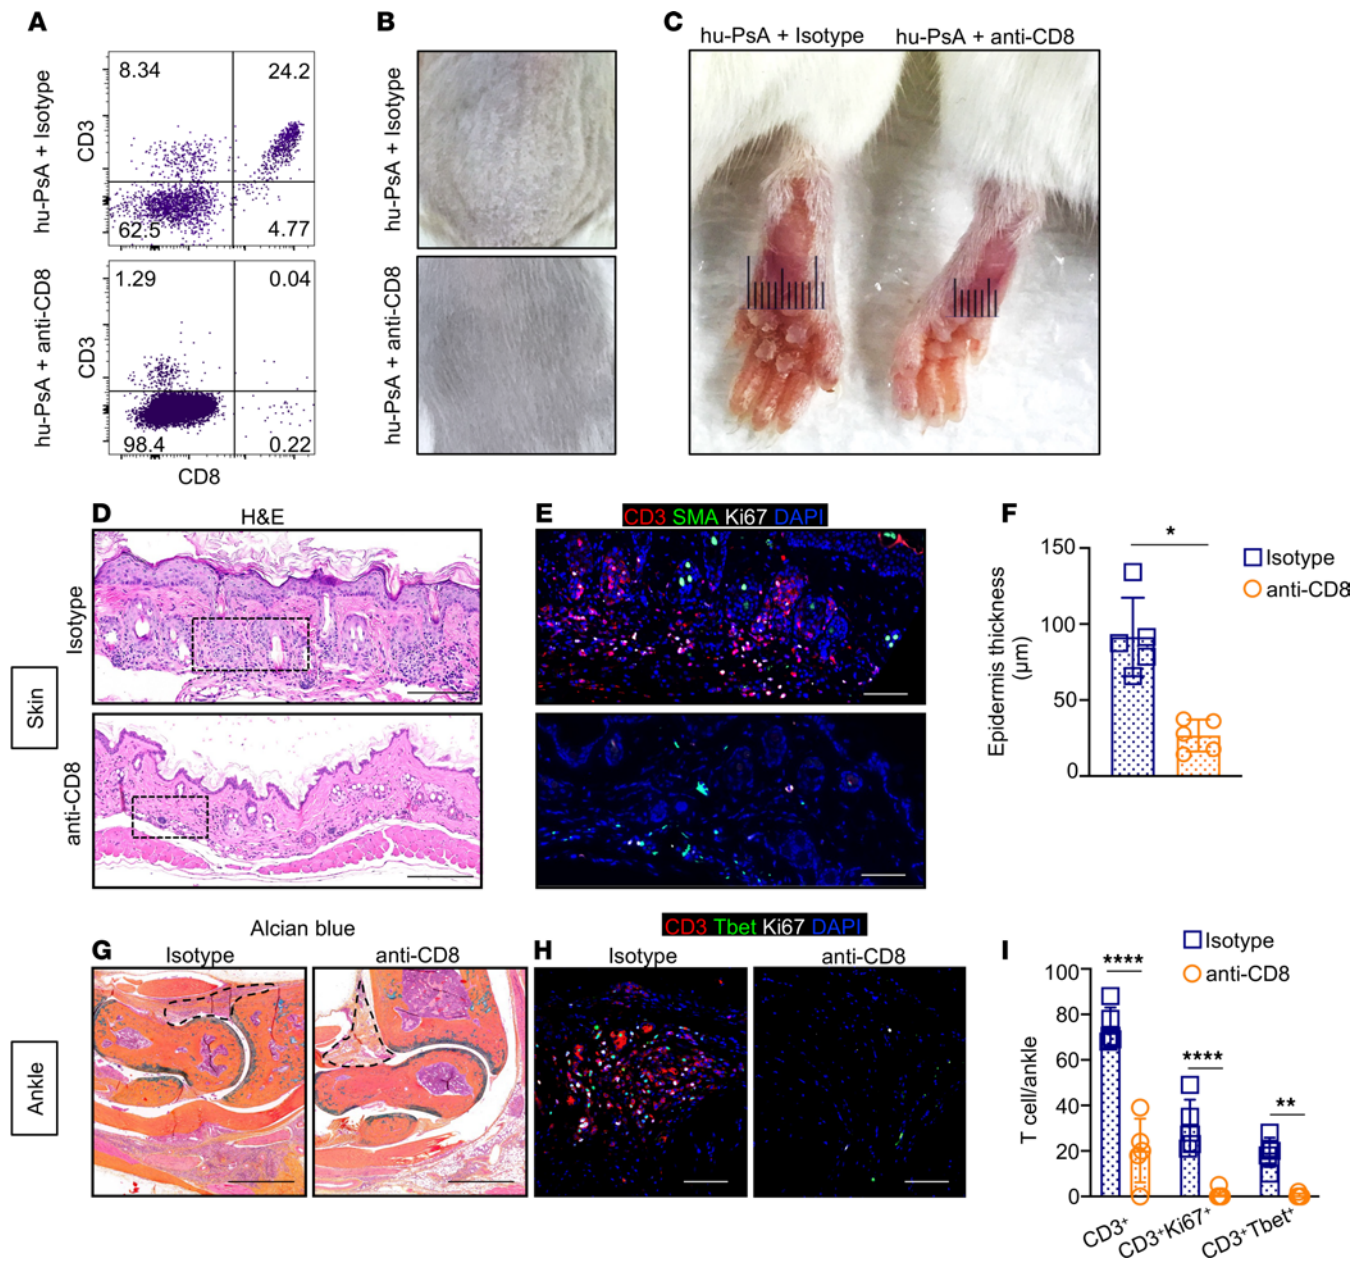 A
hu-PsA + Isotype
CD3
8.34
24.2
62.5
4.77
hu-PsA + anti-CD8
CD3
1.29
0.04
98.4
0.22
CD8
B
hu-PsA + Isotype
hu-PsA + anti-CD8
C
hu-PsA + Isotype
hu-PsA + anti-CD8
D
H&E
Skin
Isotype
anti-CD8
E
CD3 SMA Ki67 DAPI
F
Epidermis thickness
(µm)
150
100
50
0
*
Isotype
anti-CD8
G
Alcian blue
Isotype
anti-CD8
Ankle
H
CD3 Tbet Ki67 DAPI
Isotype
anti-CD8
I
Isotype
anti-CD8
T cell/ankle
100
80
60
40
20
0
****
****
**
CD3⁺
CD3⁺Ki67⁺
CD3⁺Tbet⁺